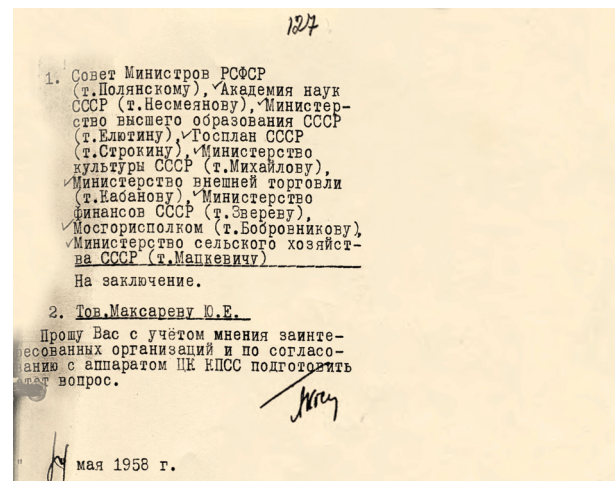 127
1. Совет Министров РСФСР
(т.Полянскому), Академия наук
СССР (т.Несмеянову), Министер-
ство высшего образования СССР
(т.Елютину), Госплан СССР
(т.Строкину), Министерство
культуры СССР (т.Михайлову),
Министерство внешней торговли
(т.Кабанову), Министерство
финансов СССР (т.Звереву),
Мосгорисполком (т.Бобровникову),
Министерство сельского хозяйст-
ва СССР (т.Мацкевичу)
На заключение.
2. Тов.Максареву Ю.Е.
Прошу Вас с учётом мнения заинте-
ресованных организаций и по согласо-
ванию с аппаратом ЦК КПСС подготовить
этот вопрос.
" мая 1958 г.